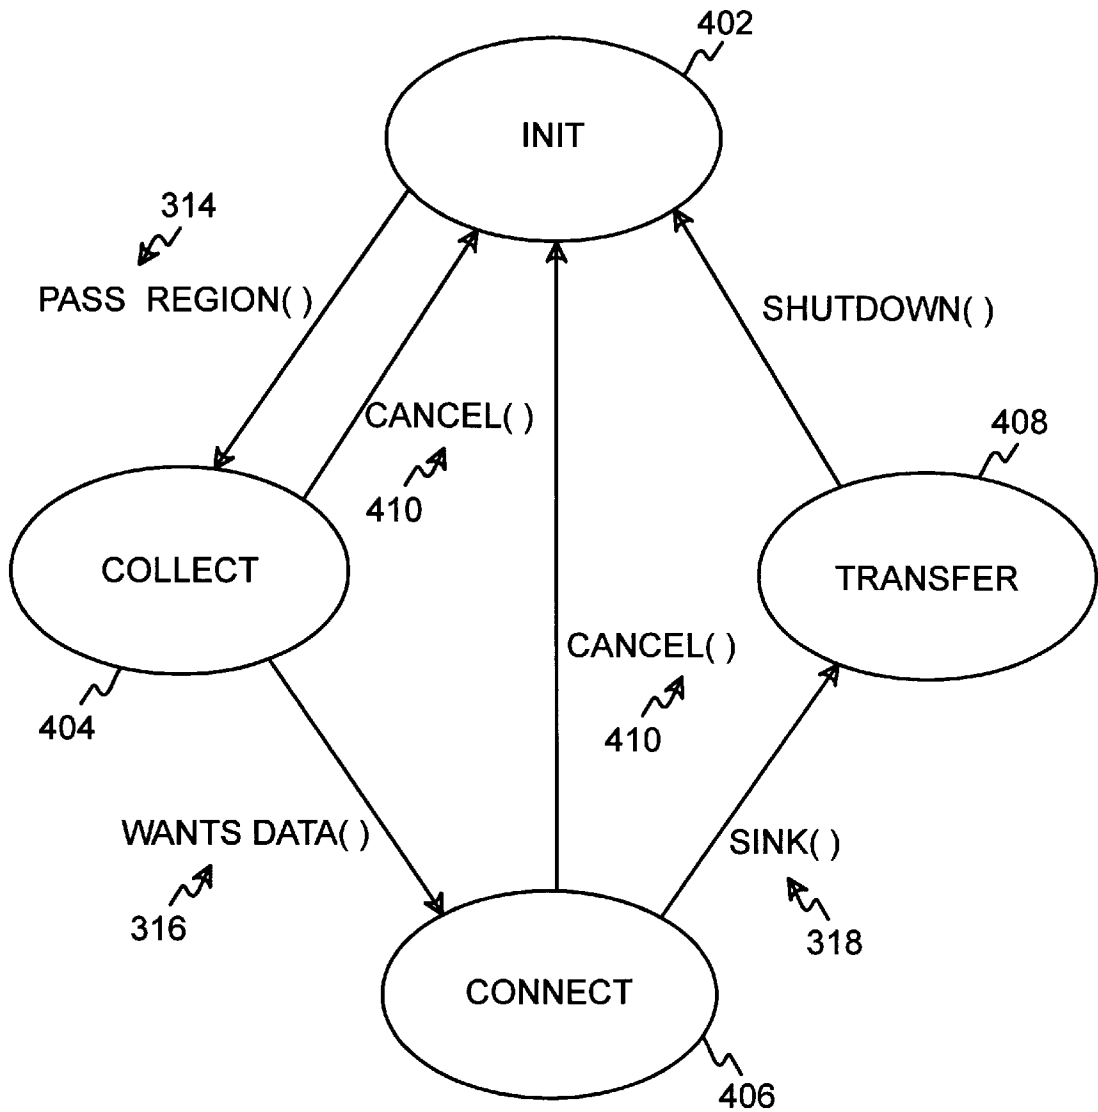 402
INIT
314
PASS REGION( )
SHUTDOWN( )
CANCEL( )
408
410
COLLECT
TRANSFER
CANCEL( )
404
410
WANTS DATA( )
SINK( )
316
318
CONNECT
406